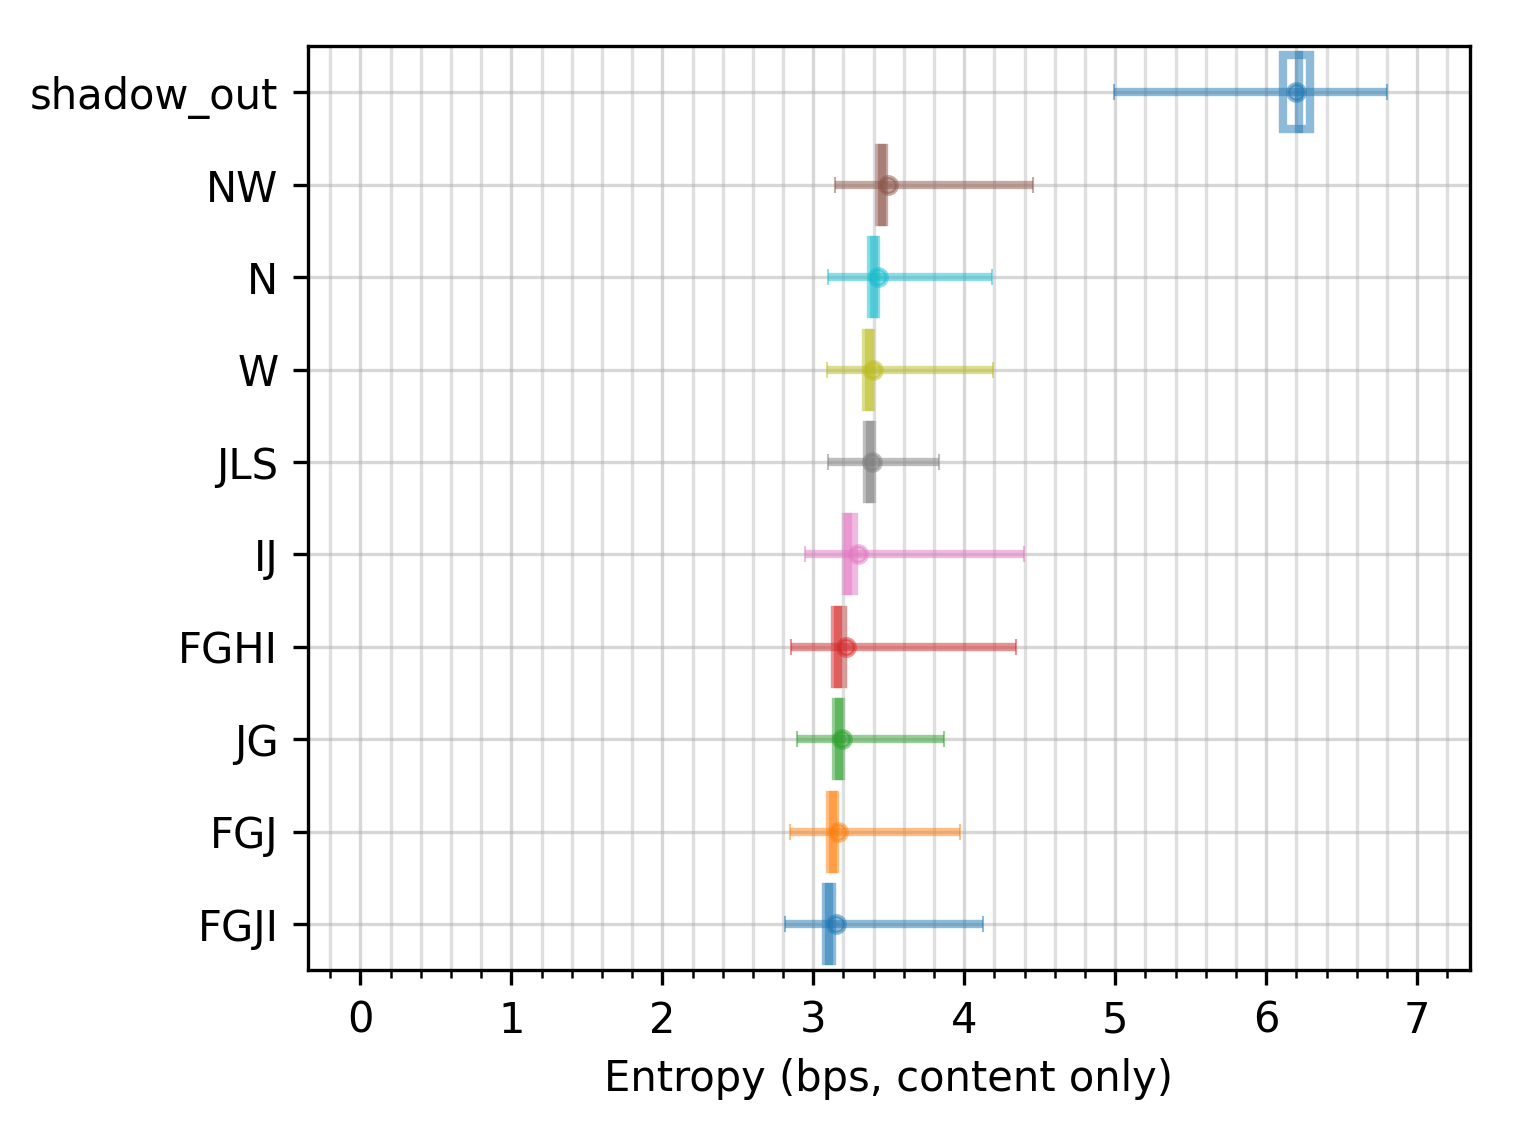 shadow_out
NW
N
W
JLS
IJ
FGHI
JG
FGJ
FGJI
0 1 2 3 4 5 6 7
Entropy (bps, content only)